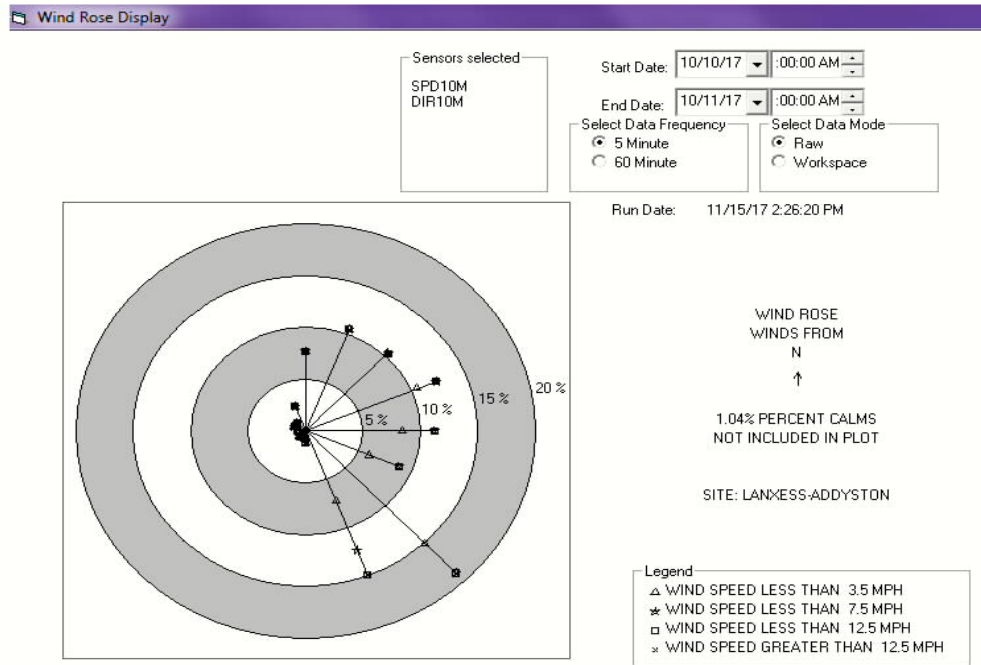 Wind Rose Display
Sensors selected
SPD10M
DIR10M
Start Date: 10/10/17 :00:00 AM
End Date: 10/11/17 :00:00 AM
Select Data Frequency
5 Minute
60 Minute
Select Data Mode
Raw
Workspace
Run Date: 11/15/17 2:26:20 PM
5 %
10 %
15 %
20 %
WIND ROSE
WINDS FROM
N
1.04% PERCENT CALMS
NOT INCLUDED IN PLOT
SITE: LANXESS-ADDYSTON
Legend
WIND SPEED LESS THAN 3.5 MPH
WIND SPEED LESS THAN 7.5 MPH
WIND SPEED LESS THAN 12.5 MPH
WIND SPEED GREATER THAN 12.5 MPH